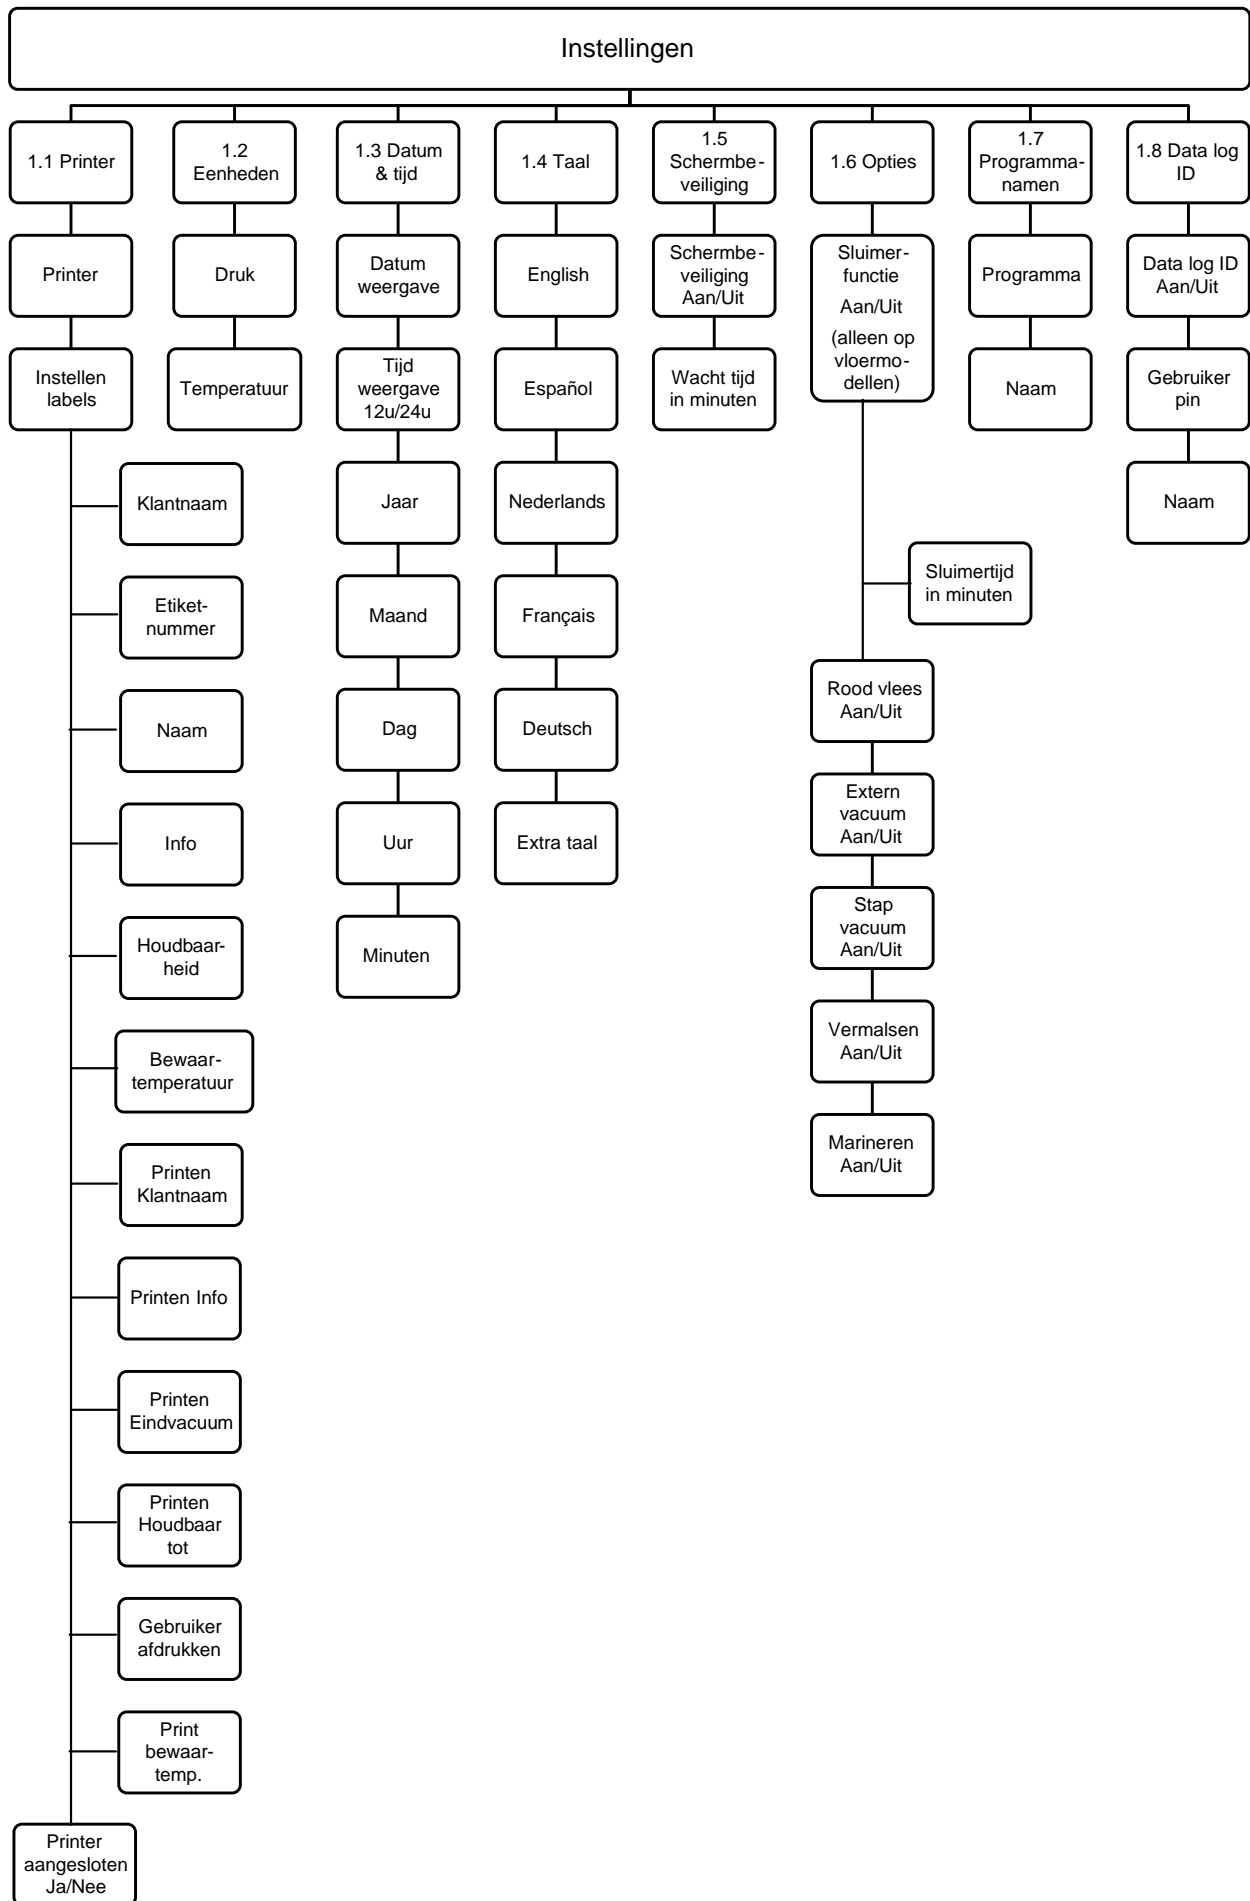 Instellingen
1.1 Printer
Printer
Instellen
labels
Klantnaam
Etiket-
nummer
Naam
Info
Houdbaar-
heid
Bewaar-
temperatuur
Printen
Klantnaam
Printen Info
Printen
Eindvacuum
Printen
Houdbaar
tot
Gebruiker
afdrukken
Print
bewaar-
temp.
Printer
aangesloten
Ja/Nee
1.2
Eenheden
Druk
Temperatuur
1.3 Datum
& tijd
Datum
weergave
Tijd
weergave
12u/24u
Jaar
Maand
Dag
Uur
Minuten
1.4 Taal
English
Español
Nederlands
Français
Deutsch
Extra taal
1.5
Schermbe-
veiliging
Schermbe-
veiliging
Aan/Uit
Wacht tijd
in minuten
1.6 Opties
Sluimer-
functie
Aan/Uit
(alleen op
vloermo-
dellen)
Sluimertijd
in minuten
Rood vlees
Aan/Uit
Extern
vacuum
Aan/Uit
Stap
vacuum
Aan/Uit
Vermalsen
Aan/Uit
Marineren
Aan/Uit
1.7
Programma-
namen
Programma
Naam
1.8 Data log
ID
Data log ID
Aan/Uit
Gebruiker
pin
Naam